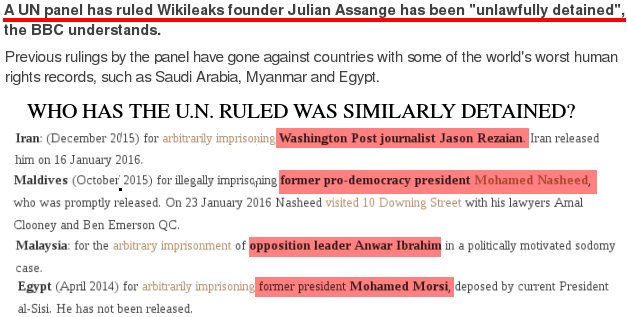 A UN panel has ruled Wikileaks founder Julian Assange has been "unlawfully detained",
the BBC understands.
Previous rulings by the panel have gone against countries with some of the world's worst human
rights records, such as Saudi Arabia, Myanmar and Egypt.
WHO HAS THE U.N. RULED WAS SIMILARLY DETAINED?
Iran: (December 2015) for arbitrarily imprisoning Washington Post journalist Jason Rezaian. Iran released
him on 16 January 2016.
Maldives (October 2015) for illegally imprisoning former pro-democracy president Mohamed Nasheed,
who was promptly released. On 23 January 2016 Nasheed visited 10 Downing Street with his lawyers Amal
Clooney and Ben Emerson QC.
Malaysia: for the arbitrary imprisonment of opposition leader Anwar Ibrahim in a politically motivated sodomy
case.
Egypt (April 2014) for arbitrarily imprisoning former president Mohamed Morsi, deposed by current President
al-Sisi. He has not been released.